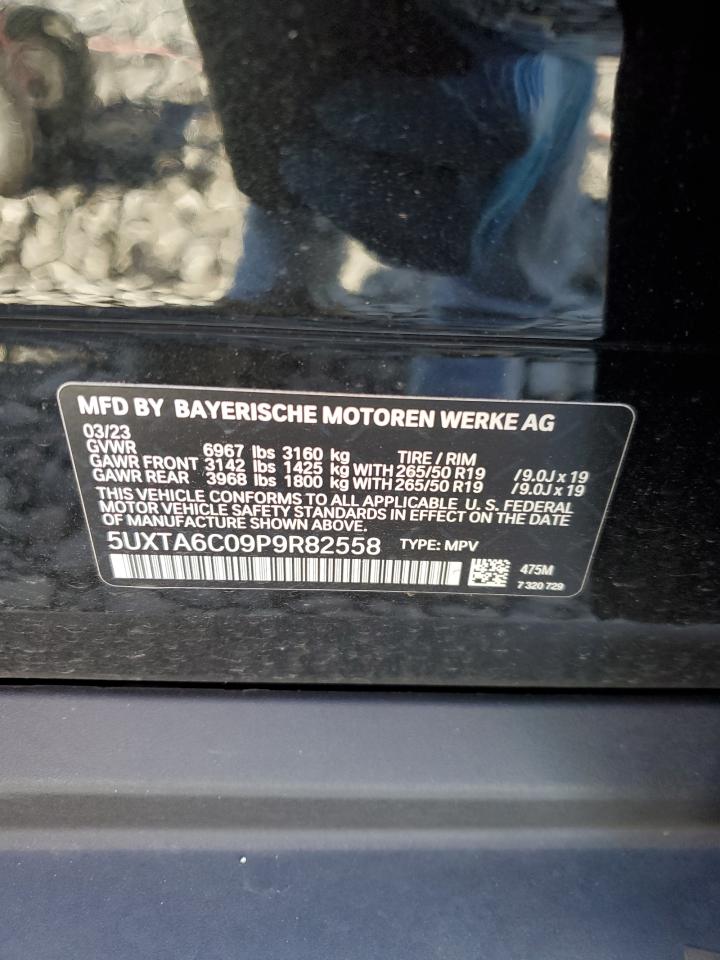 MFD BY BAYERISCHE MOTOREN WERKE AG
03/23
GVWR 6967 lbs 3160 kg TIRE / RIM
GAWR FRONT 3142 lbs 1425 kg WITH 265/50 R19 /9.0J x 19
GAWR REAR 3968 lbs 1800 kg WITH 265/50 R19 /9.0J x 19
THIS VEHICLE CONFORMS TO ALL APPLICABLE U. S. FEDERAL
MOTOR VEHICLE SAFETY STANDARDS IN EFFECT ON THE DATE
OF MANUFACTURE SHOWN ABOVE.
5UXTA6C09P9R82558 TYPE: MPV
475M
7 320 729